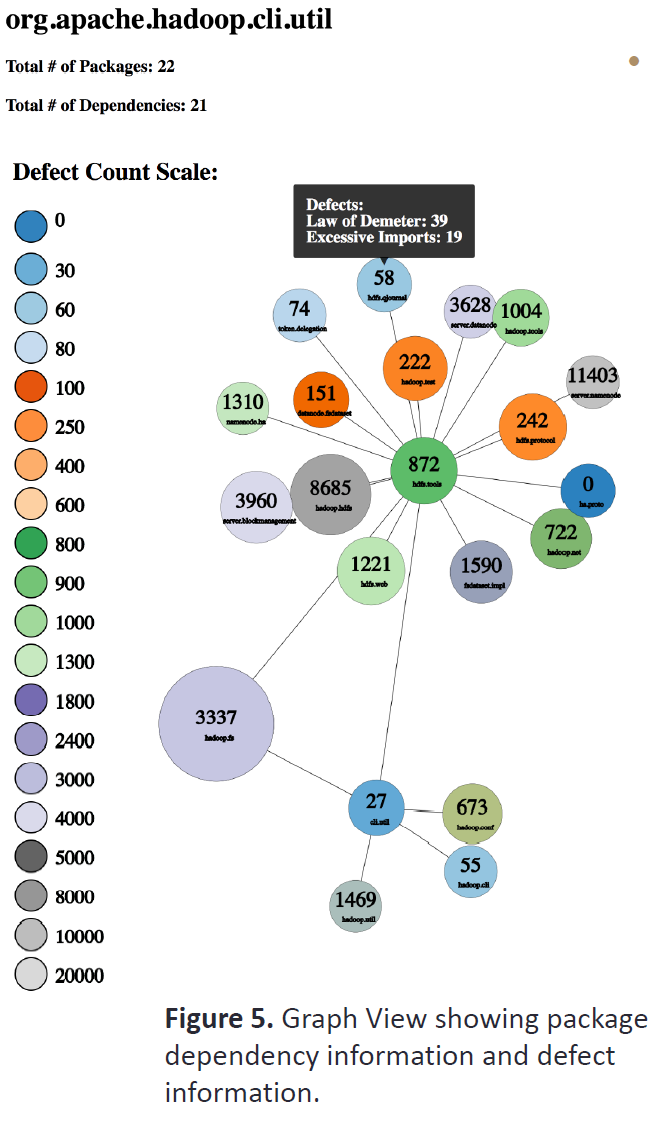 org.apache.hadoop.cli.util
Total # of Packages: 22
Total # of Dependencies: 21
Defect Count Scale:
0
30
60
80
100
250
400
600
800
900
1000
1300
1800
2400
3000
4000
5000
8000
10000
20000
Defects:
Law of Demeter: 39
Excessive Imports: 19
58
hdfs.qjournal
74
token.delegation
3628
server.datanode
1004
hadoop.tools
222
hadoop.test
11403
server.namenode
1310
namenode.ha
151
datanode.fsdataset
242
hdfs.protocol
872
hdfs.tools
0
ha.proto
8685
hadoop.hdfs
3960
server.blockmanagement
722
hadoop.net
1221
hdfs.web
1590
fsdataset.impl
3337
hadoop.fs
27
cli.util
673
hadoop.conf
55
hadoop.cli
1469
hadoop.util
Figure 5. Graph View showing package
dependency information and defect
information.